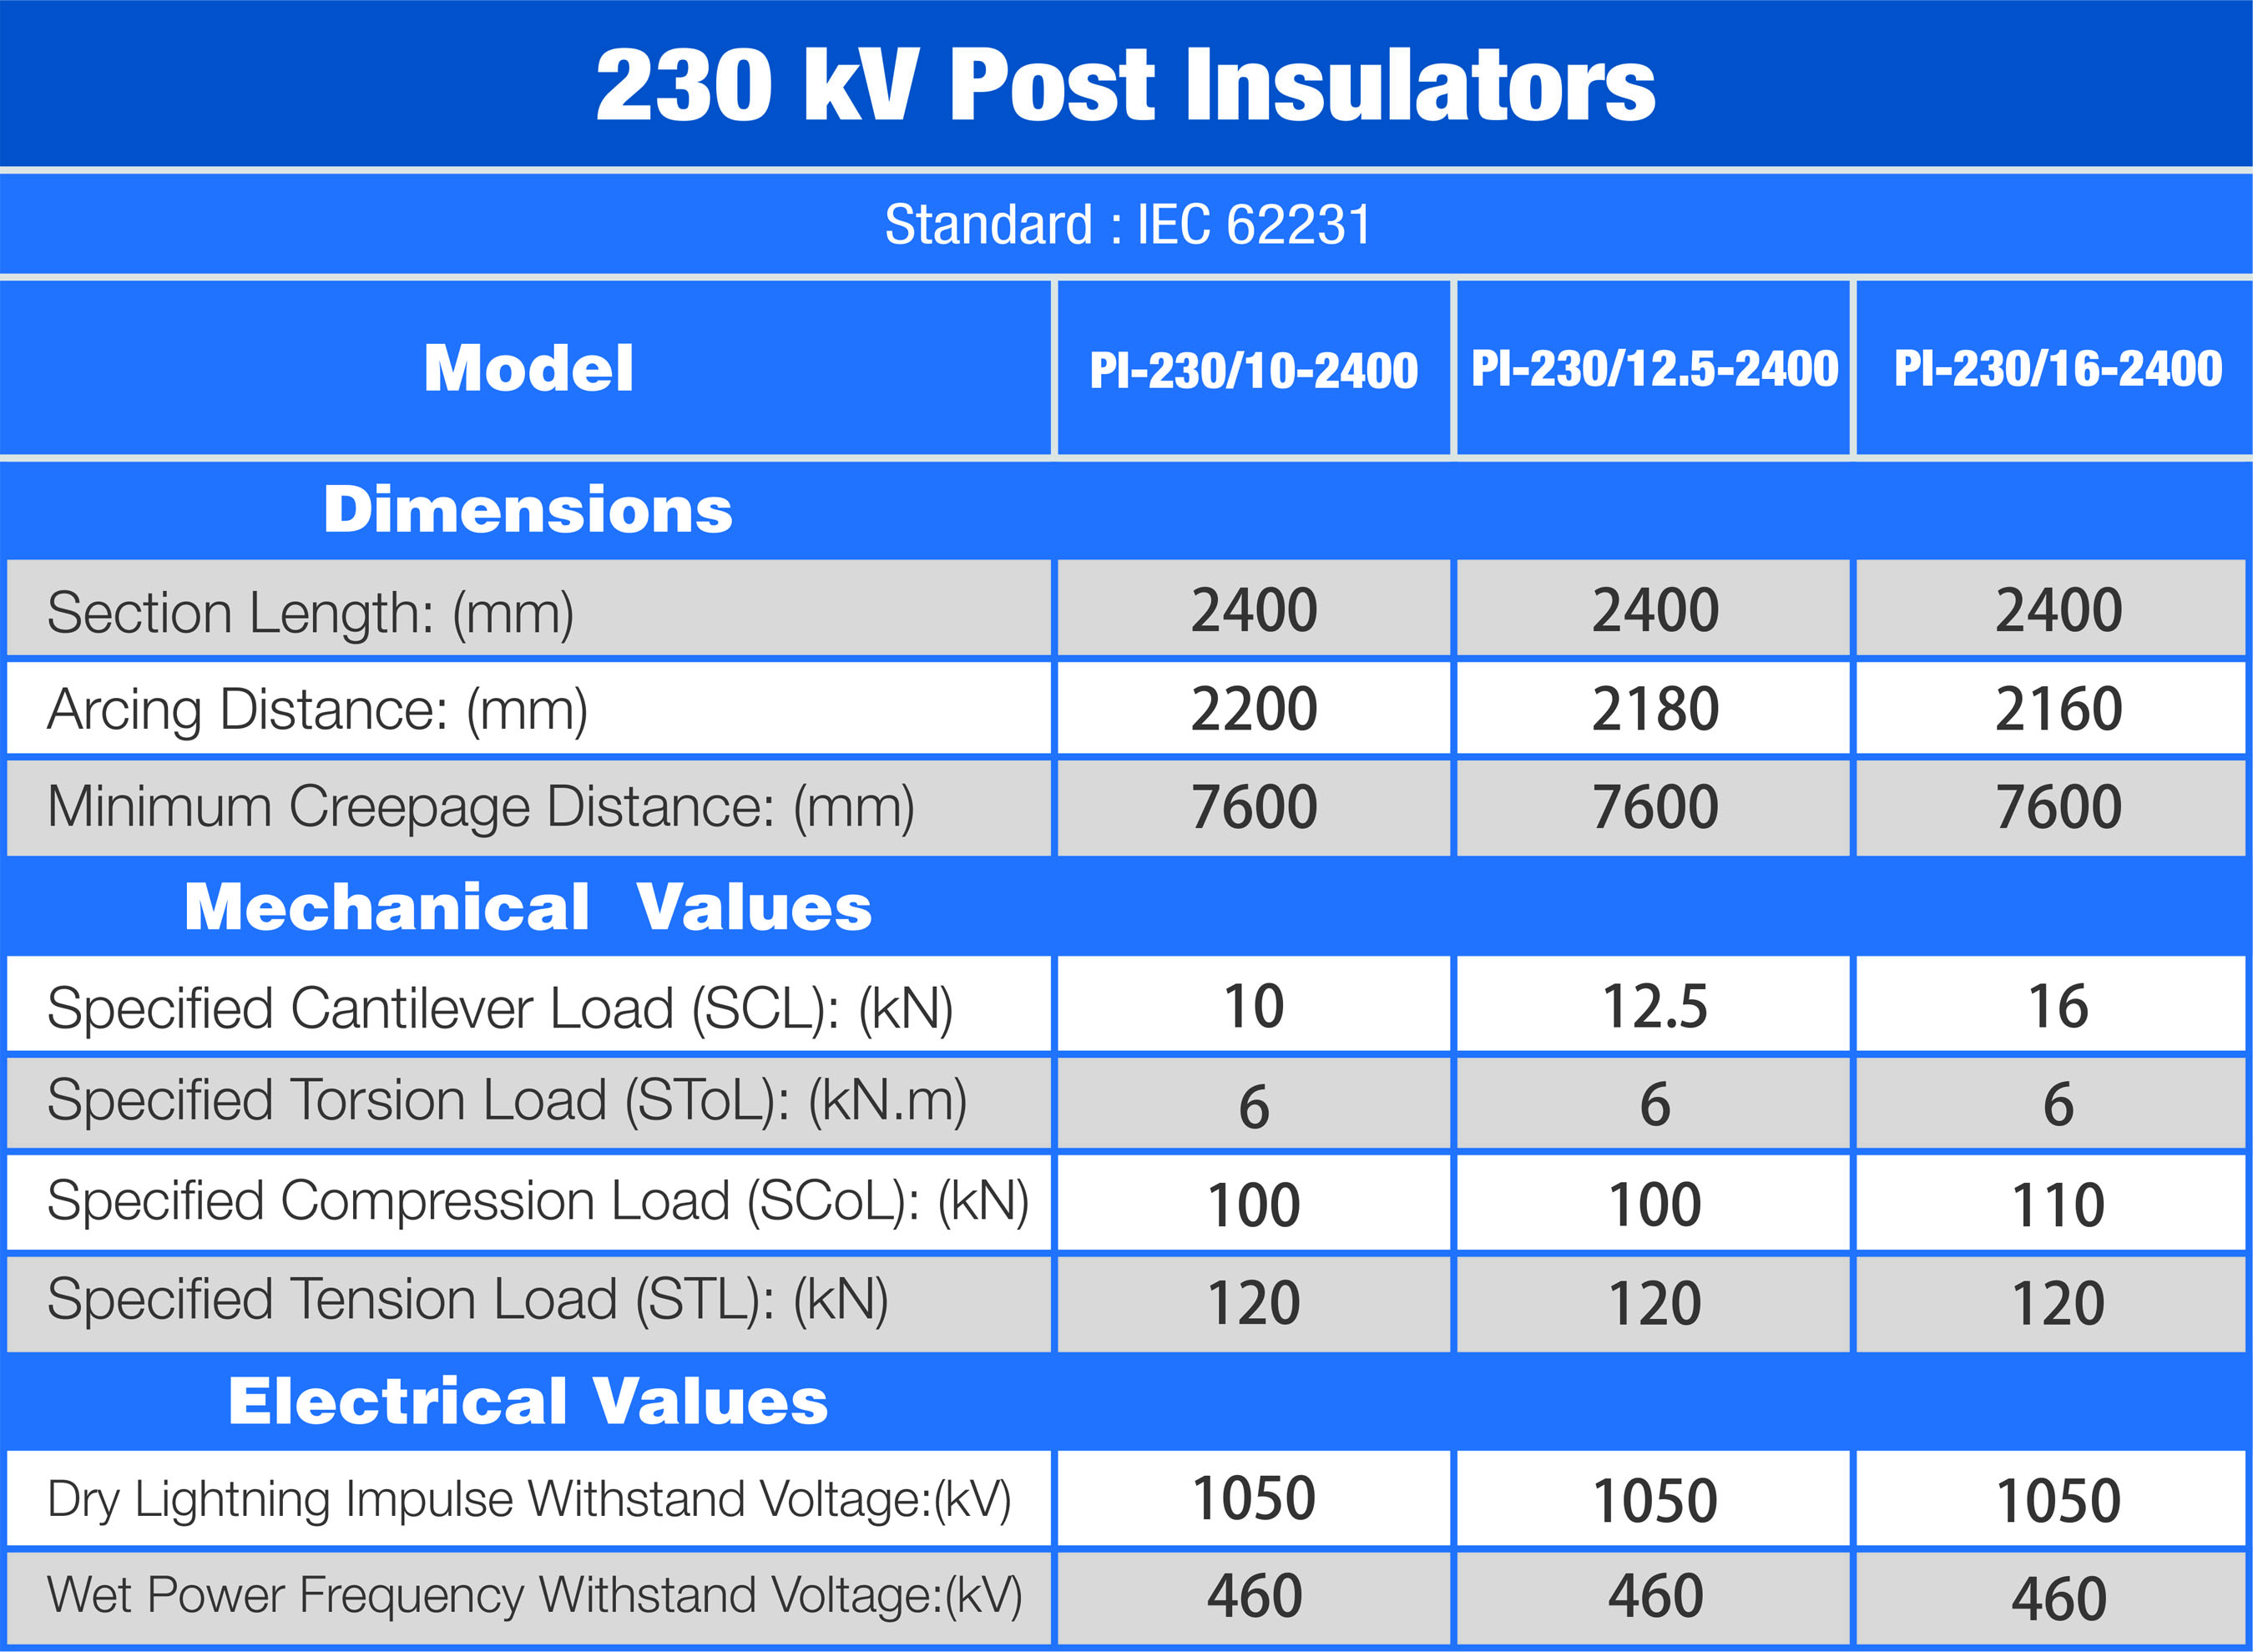 230 kV Post Insulators
Standard : IEC 62231
Model PI-230/10-2400 PI-230/12.5-2400 PI-230/16-2400
Dimensions
Section Length: (mm) 2400 2400 2400
Arcing Distance: (mm) 2200 2180 2160
Minimum Creepage Distance: (mm) 7600 7600 7600
Mechanical Values
Specified Cantilever Load (SCL): (kN) 10 12.5 16
Specified Torsion Load (SToL): (kN.m) 6 6 6
Specified Compression Load (SCoL): (kN) 100 100 110
Specified Tension Load (STL): (kN) 120 120 120
Electrical Values
Dry Lightning Impulse Withstand Voltage:(kV) 1050 1050 1050
Wet Power Frequency Withstand Voltage:(kV) 460 460 460